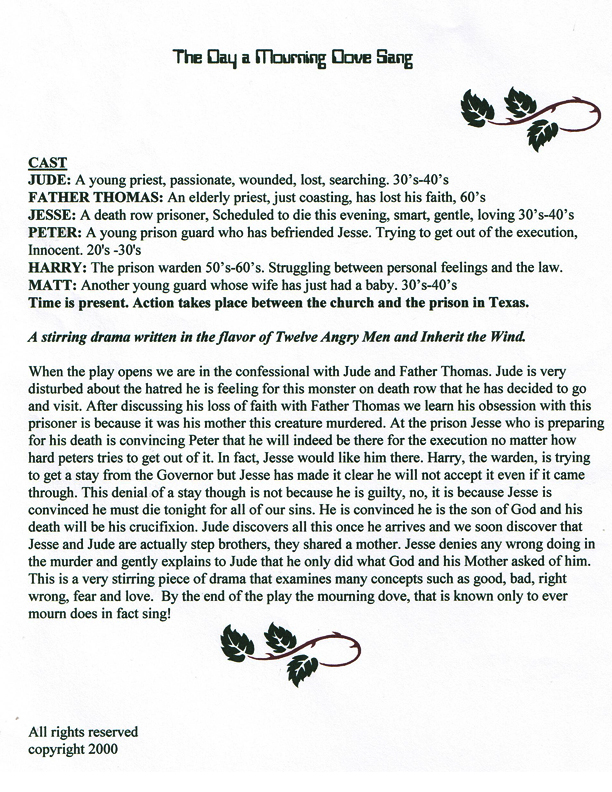 The Day a Mourning Dove Sang
CAST
JUDE: A young priest, passionate, wounded, lost, searching. 30's-40's
FATHER THOMAS: An elderly priest, just coasting, has lost his faith, 60's
JESSE: A death row prisoner, Scheduled to die this evening, smart, gentle, loving 30's-40's
PETER: A young prison guard who has befriended Jesse. Trying to get out of the execution,
Innocent. 20's -30's
HARRY: The prison warden 50's-60's. Struggling between personal feelings and the law.
MATT: Another young guard whose wife has just had a baby. 30's-40's
Time is present. Action takes place between the church and the prison in Texas.
A stirring drama written in the flavor of Twelve Angry Men and Inherit the Wind.
When the play opens we are in the confessional with Jude and Father Thomas. Jude is very
disturbed about the hatred he is feeling for this monster on death row that he has decided to go
and visit. After discussing his loss of faith with Father Thomas we learn his obsession with this
prisoner is because it was his mother this creature murdered. At the prison Jesse who is preparing
for his death is convincing Peter that he will indeed be there for the execution no matter how
hard peters tries to get out of it. In fact, Jesse would like him there. Harry, the warden, is trying
to get a stay from the Governor but Jesse has made it clear he will not accept it even if it came
through. This denial of a stay though is not because he is guilty, no, it is because Jesse is
convinced he must die tonight for all of our sins. He is convinced he is the son of God and his
death will be his crucifixion. Jude discovers all this once he arrives and we soon discover that
Jesse and Jude are actually step brothers, they shared a mother. Jesse denies any wrong doing in
the murder and gently explains to Jude that he only did what God and his Mother asked of him.
This is a very stirring piece of drama that examines many concepts such as good, bad, right
wrong, fear and love.  By the end of the play the mourning dove, that is known only to ever
mourn does in fact sing!
All rights reserved
copyright 2000